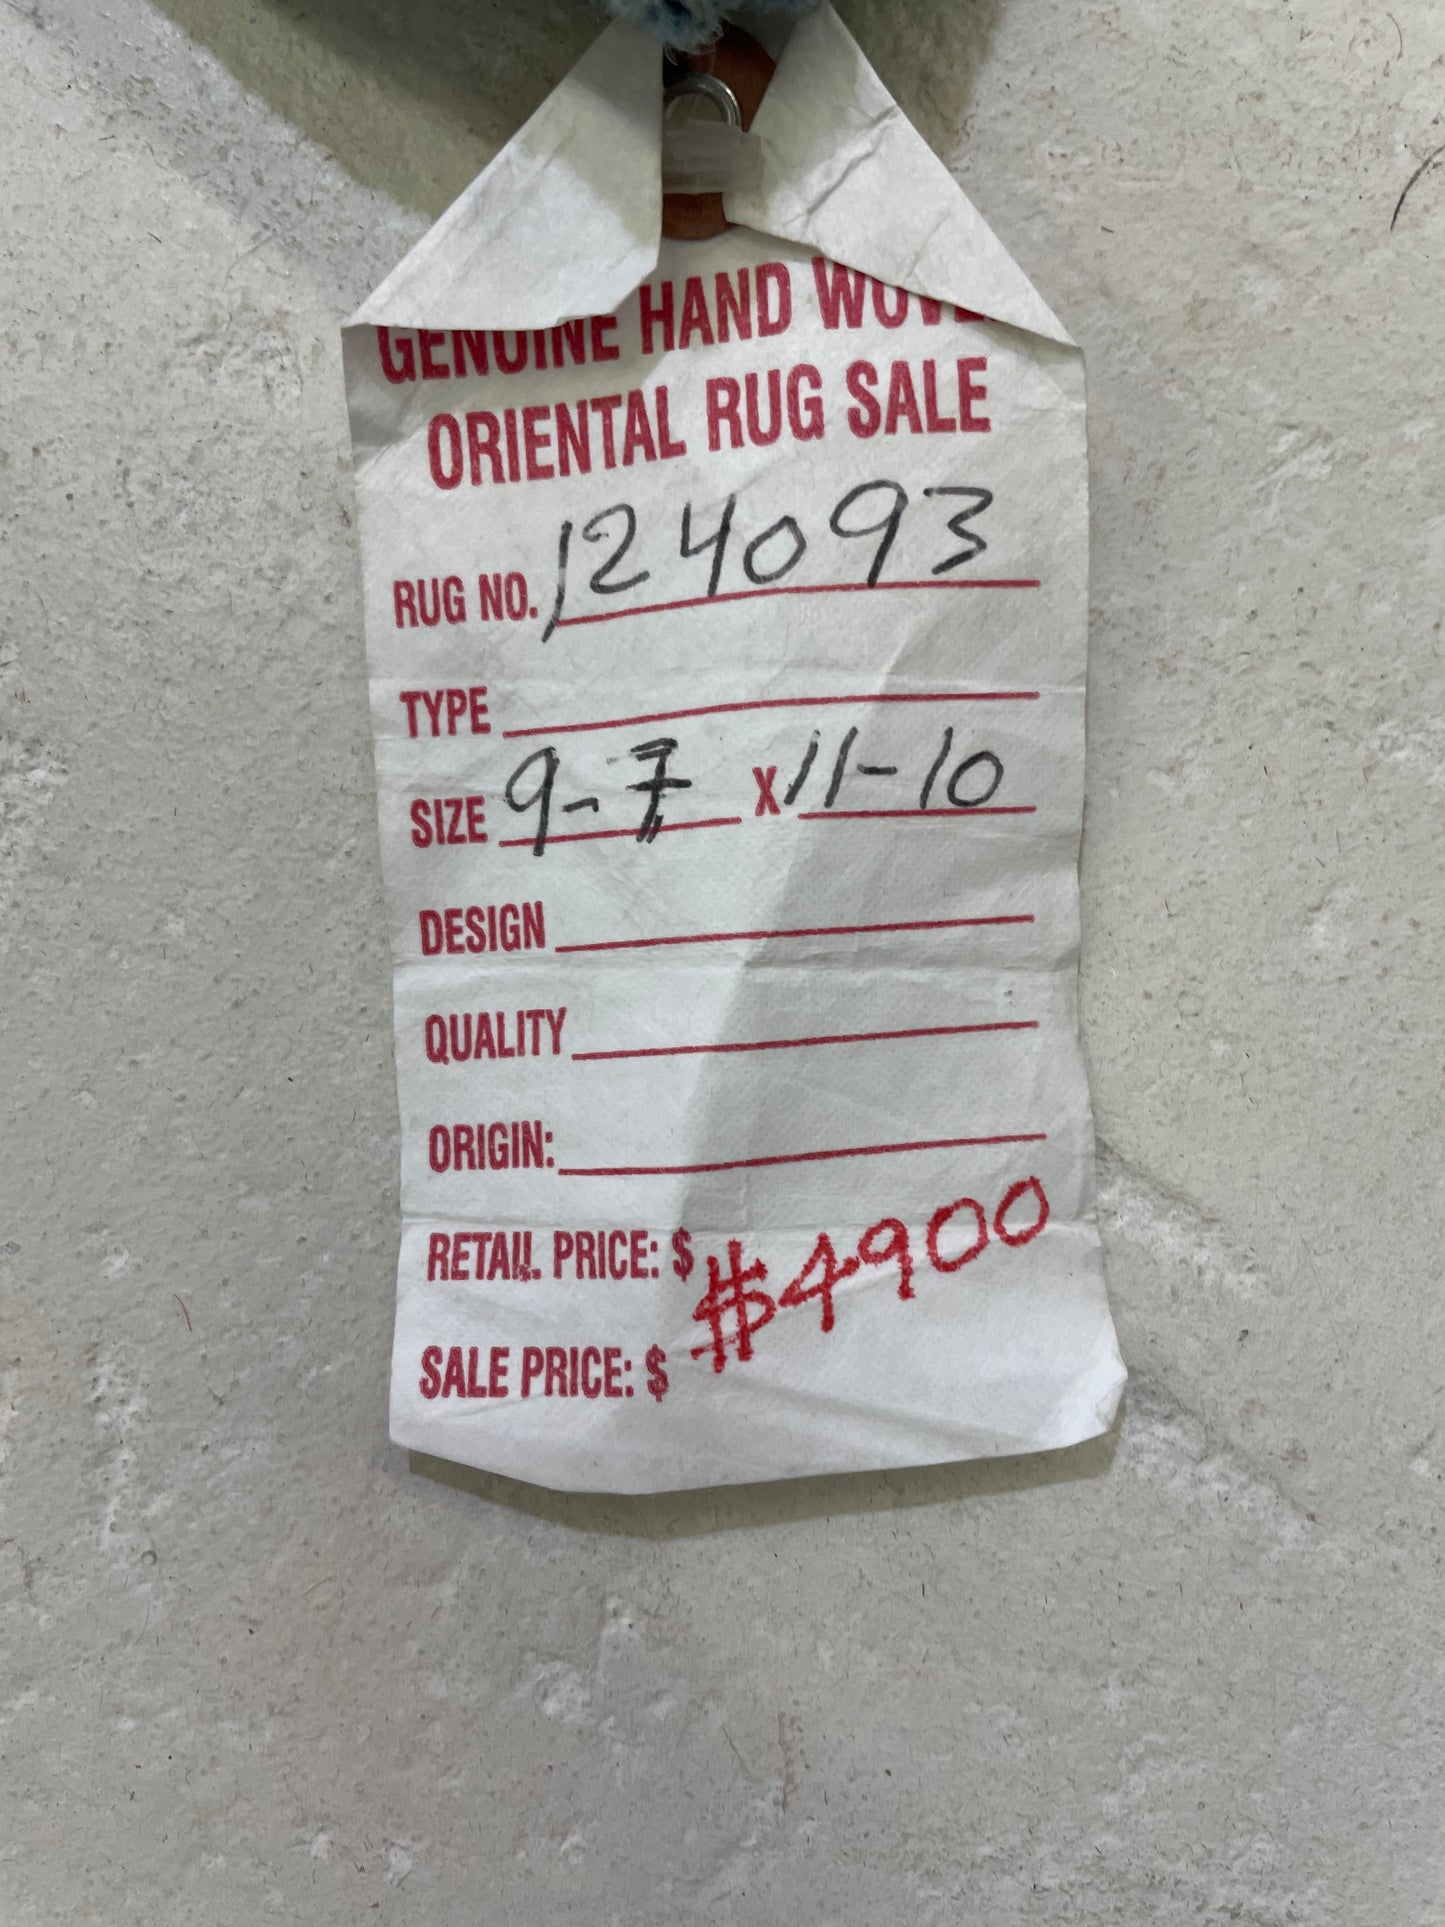 GENUINE HAND WOVE
ORIENTAL RUG SALE
RUG NO. 124093
TYPE
SIZE 9-7 X 11-10
DESIGN
QUALITY
ORIGIN:
RETAIL PRICE: $ $4900
SALE PRICE: $